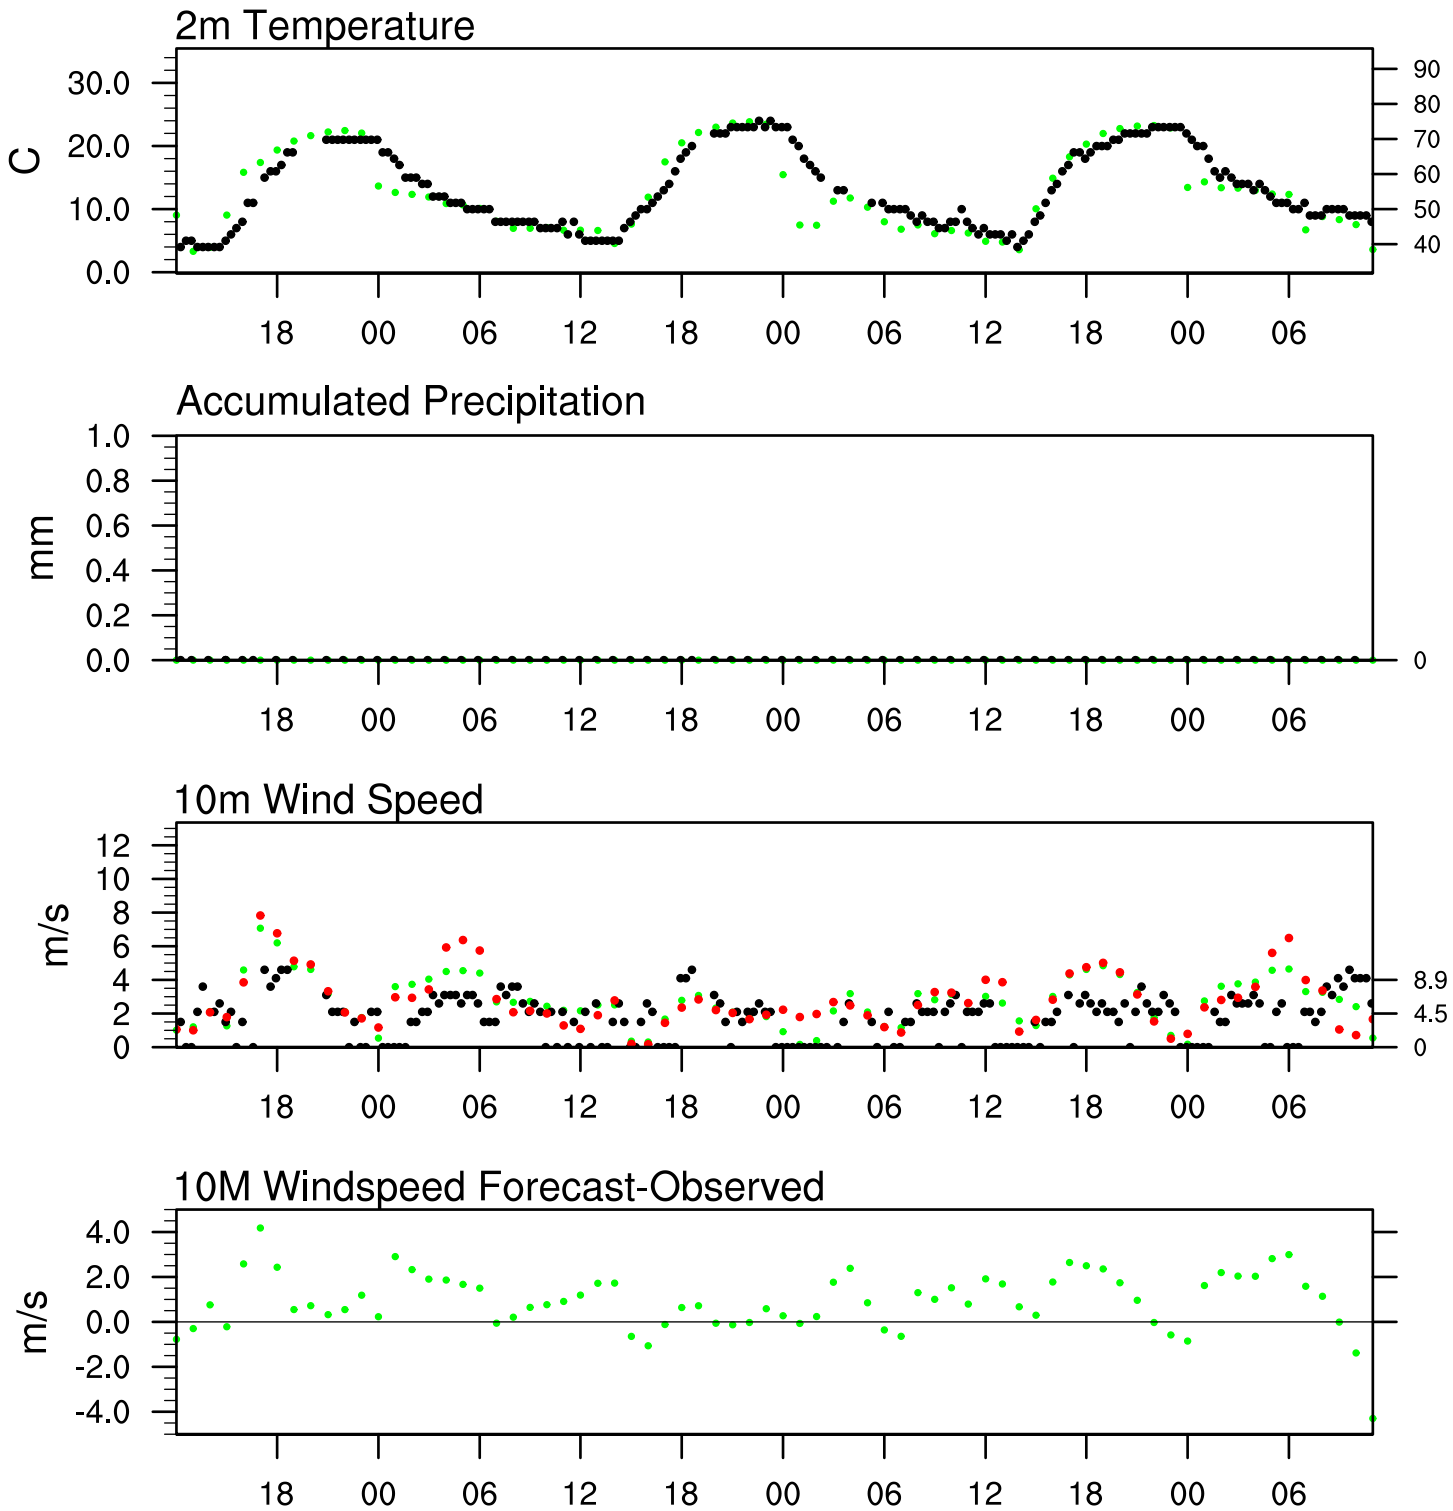 2m Temperature
30.0
20.0
10.0
0.0
C
90
80
70
60
50
40
18 00 06 12 18 00 06 12 18 00 06
Accumulated Precipitation
1.0
0.8
0.6
0.4
0.2
0.0
mm
0
18 00 06 12 18 00 06 12 18 00 06
10m Wind Speed
12
10
8
6
4
2
0
m/s
8.9
4.5
0
18 00 06 12 18 00 06 12 18 00 06
10M Windspeed Forecast-Observed
4.0
2.0
0.0
-2.0
-4.0
m/s
18 00 06 12 18 00 06 12 18 00 06